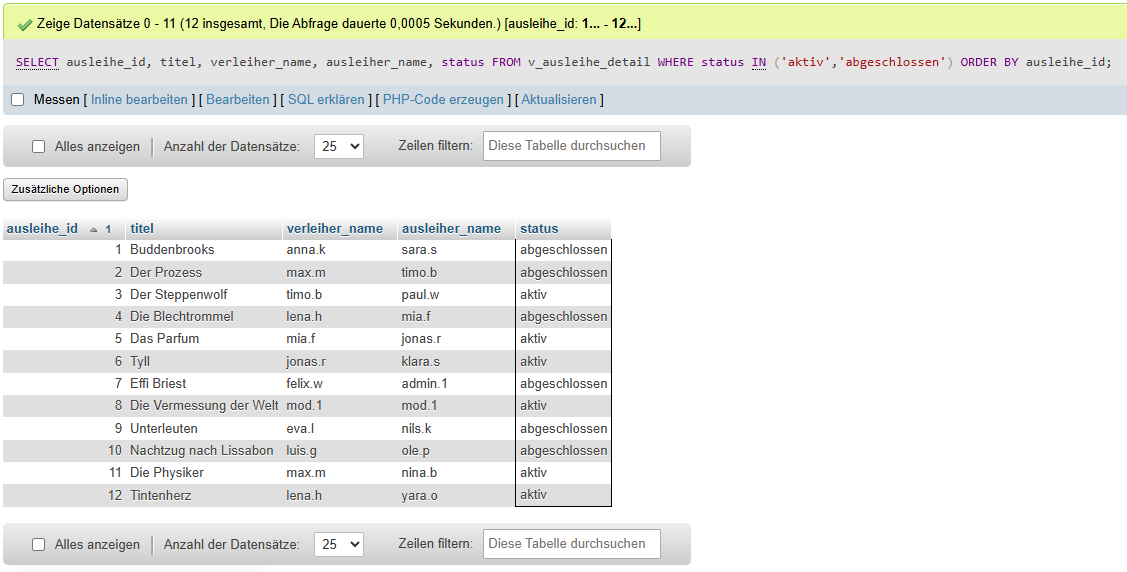 Zeige Datensätze 0 - 11 (12 insgesamt, Die Abfrage dauerte 0,0005 Sekunden.) [ausleihe_id: 1... - 12...]
SELECT ausleihe_id, titel, verleiher_name, ausleiher_name, status FROM v_ausleihe_detail WHERE status IN ('aktiv','abgeschlossen') ORDER BY ausleihe_id;
Messen [ Inline bearbeiten ] [ Bearbeiten ] [ SQL erklären ] [ PHP-Code erzeugen ] [ Aktualisieren ]
Alles anzeigen | Anzahl der Datensätze: 25 Zeilen filtern: Diese Tabelle durchsuchen
Zusätzliche Optionen
ausleihe_id 1 titel verleiher_name ausleiher_name status
1 Buddenbrooks anna.k sara.s abgeschlossen
2 Der Prozess max.m timo.b abgeschlossen
3 Der Steppenwolf timo.b paul.w aktiv
4 Die Blechtrommel lena.h mia.f abgeschlossen
5 Das Parfum mia.f jonas.r aktiv
6 Tyll jonas.r klara.s aktiv
7 Effi Briest felix.w admin.1 abgeschlossen
8 Die Vermessung der Welt mod.1 mod.1 aktiv
9 Unterleuten eva.l nils.k abgeschlossen
10 Nachtzug nach Lissabon luis.g ole.p abgeschlossen
11 Die Physiker max.m nina.b aktiv
12 Tintenherz lena.h yara.o aktiv
Alles anzeigen | Anzahl der Datensätze: 25 Zeilen filtern: Diese Tabelle durchsuchen